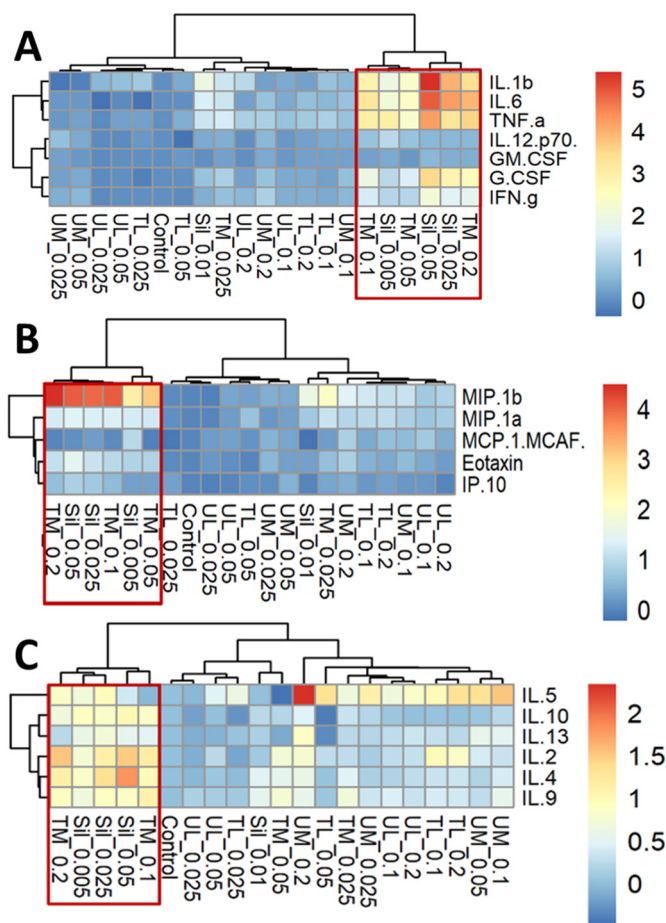 A
IL.1b
IL.6
TNF.a
IL.12.p70.
GM.CSF
G.CSF
IFN.g
5
4
3
2
1
0
UM_0.025
UM_0.05
UL_0.025
UL_0.05
TL_0.025
Control
TL_0.05
Sil_0.01
TM_0.025
UL_0.2
UM_0.2
UL_0.1
TL_0.2
TL_0.1
UM_0.1
TM_0.1
Sil_0.005
TM_0.05
Sil_0.05
Sil_0.025
TM_0.2
B
MIP.1b
MIP.1a
MCP.1.MCAF.
Eotaxin
IP.10
4
3
2
1
0
TM_0.2
Sil_0.05
Sil_0.025
TM_0.1
Sil_0.005
TM_0.05
TL_0.025
Control
UL_0.025
UL_0.05
TL_0.05
UM_0.025
UM_0.05
Sil_0.01
TM_0.025
UM_0.2
TL_0.1
TL_0.2
UM_0.1
UL_0.1
UL_0.2
C
IL.5
IL.10
IL.13
IL.2
IL.4
IL.9
2
1.5
1
0.5
0
TM_0.2
Sil_0.005
Sil_0.025
Sil_0.05
TM_0.1
Control
UL_0.025
UL_0.05
TL_0.025
Sil_0.01
TM_0.05
UM_0.2
TL_0.05
TM_0.025
UM_0.025
UL_0.1
UL_0.2
TL_0.1
TL_0.2
UM_0.05
UM_0.1